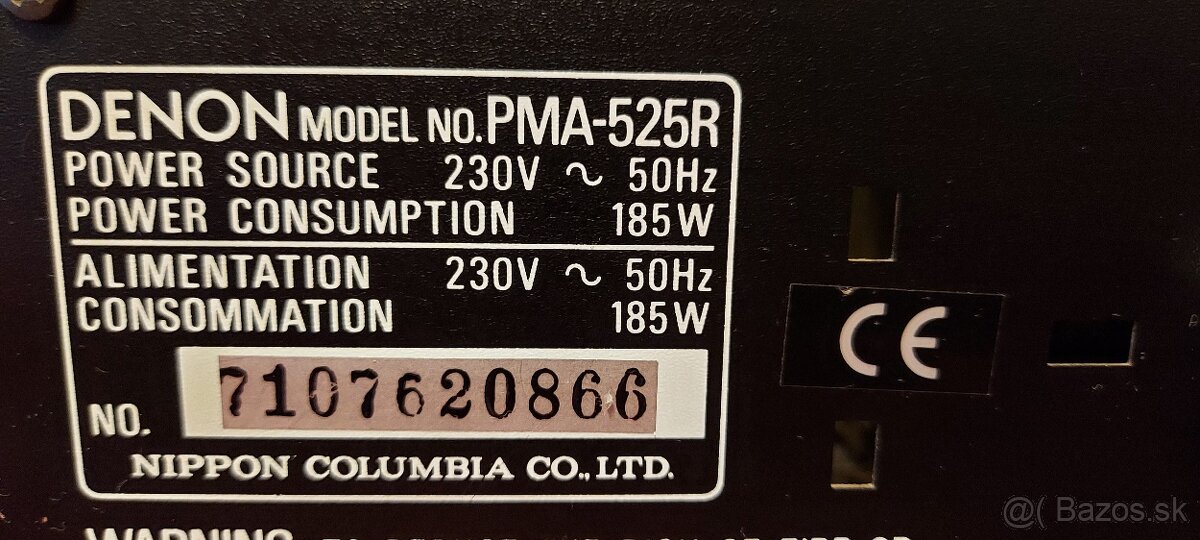 DENON MODEL NO. PMA-525R
POWER SOURCE 230V ~ 50Hz
POWER CONSUMPTION 185W
ALIMENTATION 230V ~ 50Hz
CONSOMMATION 185W
NO. 7107620866
NIPPON COLUMBIA CO., LTD.
CE
WARNING
@( Bazos.sk